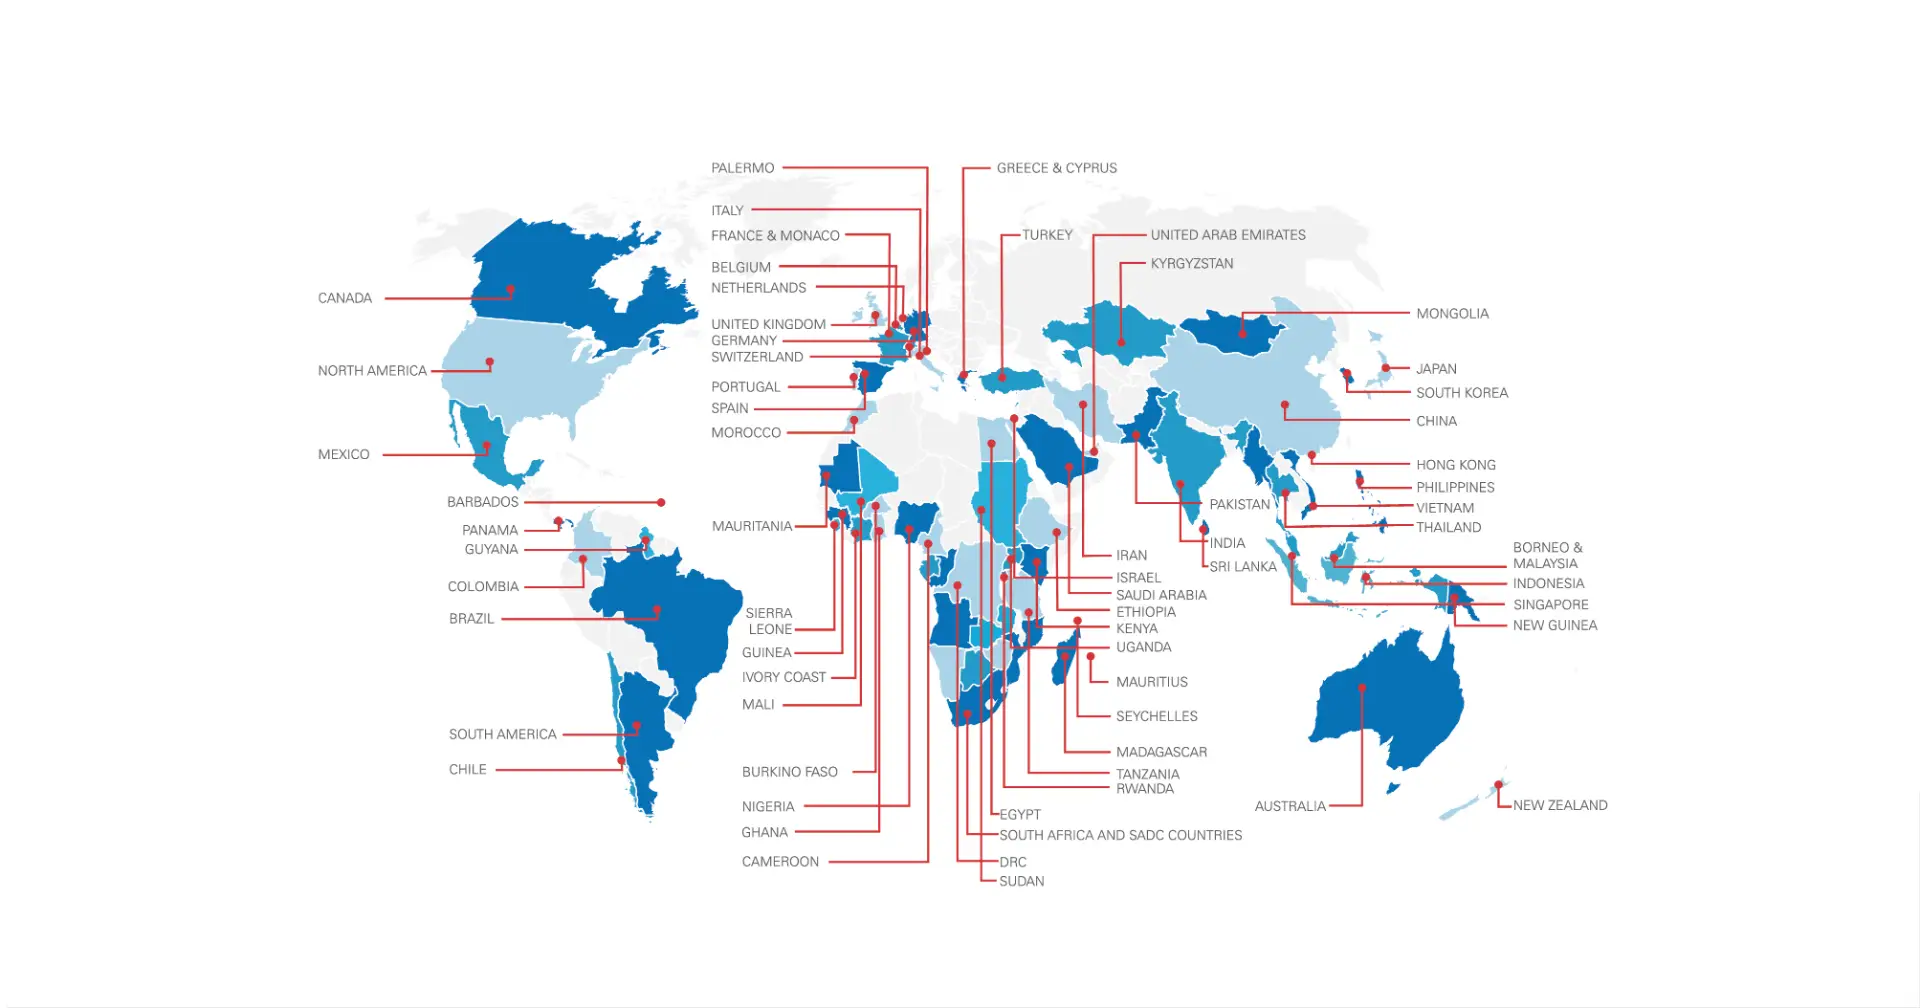 PALERMO
ITALY
FRANCE & MONACO
BELGIUM
NETHERLANDS
UNITED KINGDOM
GERMANY
SWITZERLAND
PORTUGAL
SPAIN
MOROCCO
GREECE & CYPRUS
TURKEY
UNITED ARAB EMIRATES
KYRGYZSTAN
CANADA
NORTH AMERICA
MEXICO
BARBADOS
PANAMA
GUYANA
COLOMBIA
BRAZIL
SOUTH AMERICA
CHILE
MAURITANIA
SIERRA
LEONE
GUINEA
IVORY COAST
MALI
BURKINO FASO
NIGERIA
GHANA
CAMEROON
MONGOLIA
JAPAN
SOUTH KOREA
CHINA
HONG KONG
PHILIPPINES
VIETNAM
THAILAND
PAKISTAN
INDIA
SRI LANKA
BORNEO &
MALAYSIA
INDONESIA
SINGAPORE
NEW GUINEA
IRAN
ISRAEL
SAUDI ARABIA
ETHIOPIA
KENYA
UGANDA
MAURITIUS
SEYCHELLES
MADAGASCAR
TANZANIA
RWANDA
EGYPT
SOUTH AFRICA AND SADC COUNTRIES
DRC
SUDAN
AUSTRALIA
NEW ZEALAND